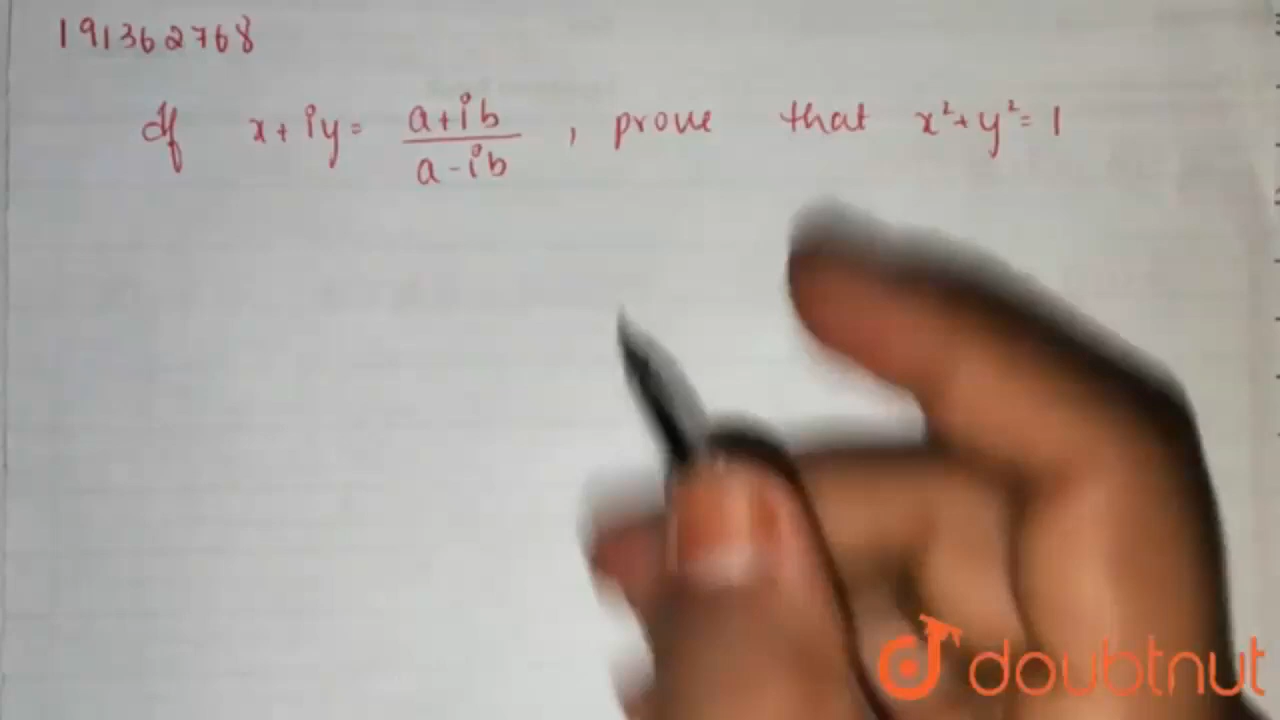 191362768
If x + iy = a+ib / a-ib , prove that x² + y² = 1
doubtnut